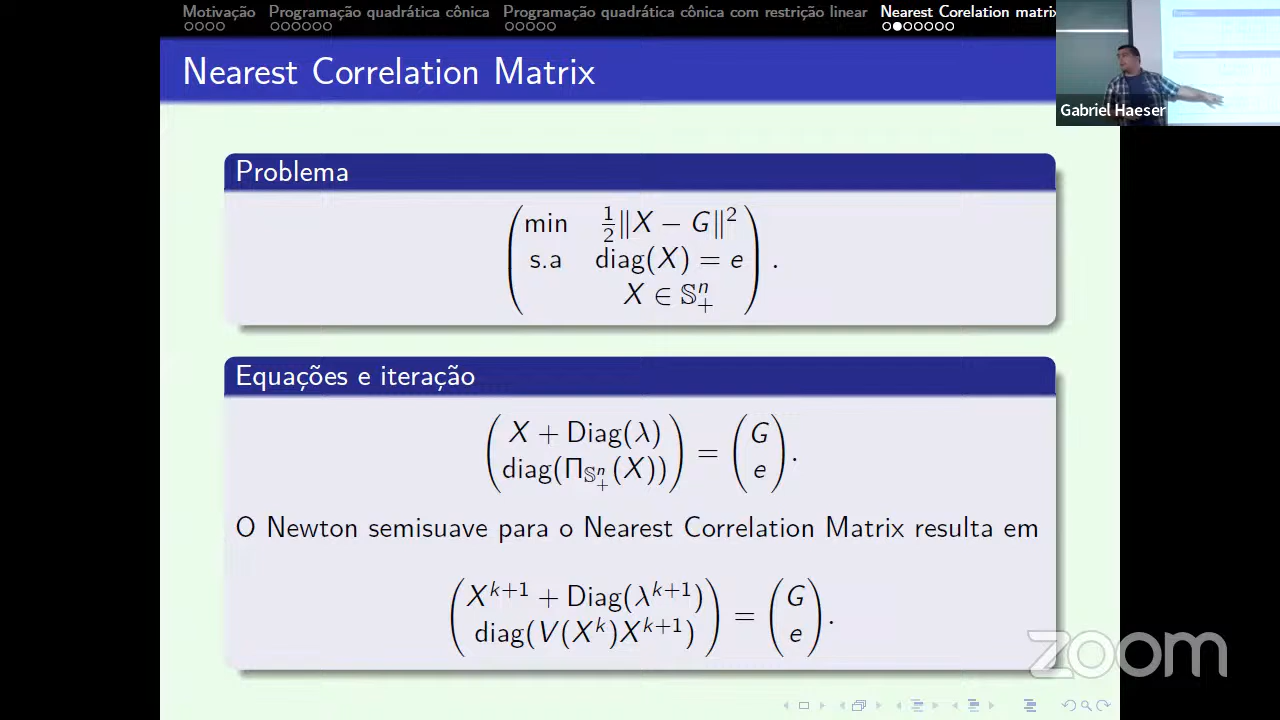 Motivação Programação quadrática cônica Programação quadrática cônica com restrição linear Nearest Corelation matrix
Nearest Correlation Matrix
Gabriel Haeser
Problema
min ½‖X − G‖²
s.a diag(X) = e
X ∈ 𝕊ⁿ₊ .
Equações e iteração
(X + Diag(λ)) = (G)
(diag(Π_{𝕊ⁿ₊}(X))) = (e).
O Newton semisuave para o Nearest Correlation Matrix resulta em
(X^{k+1} + Diag(λ^{k+1})) = (G)
(diag(V(X^k)X^{k+1})) = (e).
zoom